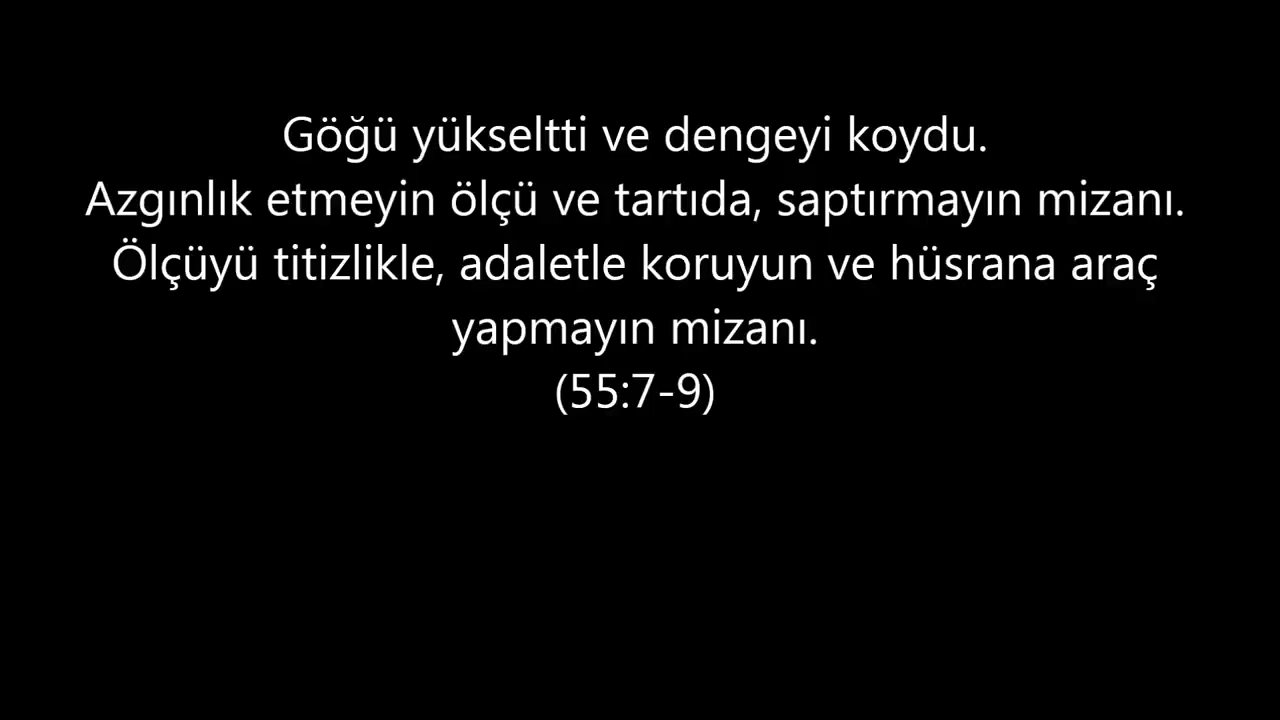 Göğü yükseltti ve dengeyi koydu.
Azgınlık etmeyin ölçü ve tartıda, saptırmayın mizanı.
Ölçüyü titizlikle, adaletle koruyun ve hüsrana araç
yapmayın mizanı.
(55:7-9)